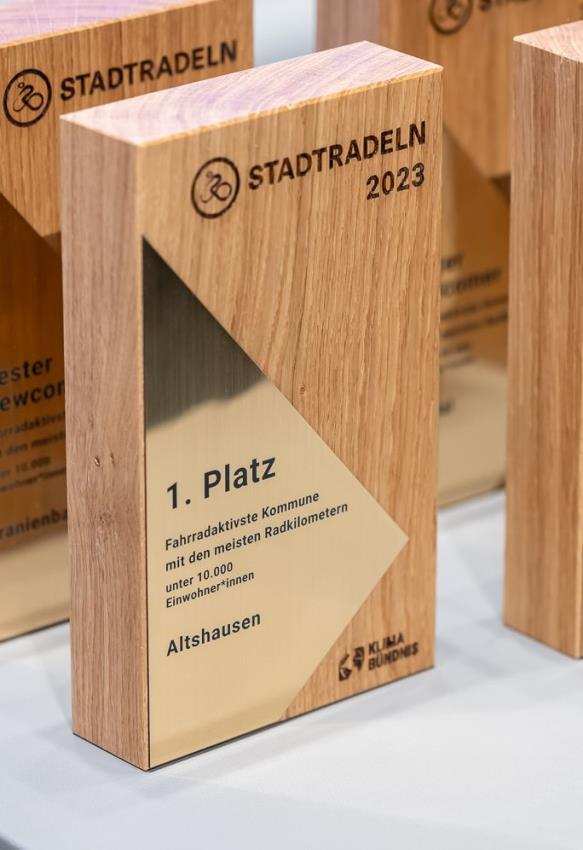 STADTRADELN
STADTRADELN
2023
1. Platz
Fahrradaktivste Kommune
mit den meisten Radkilometern
unter 10.000
Einwohner*innen
Altshausen
KLIMA
BÜNDNIS